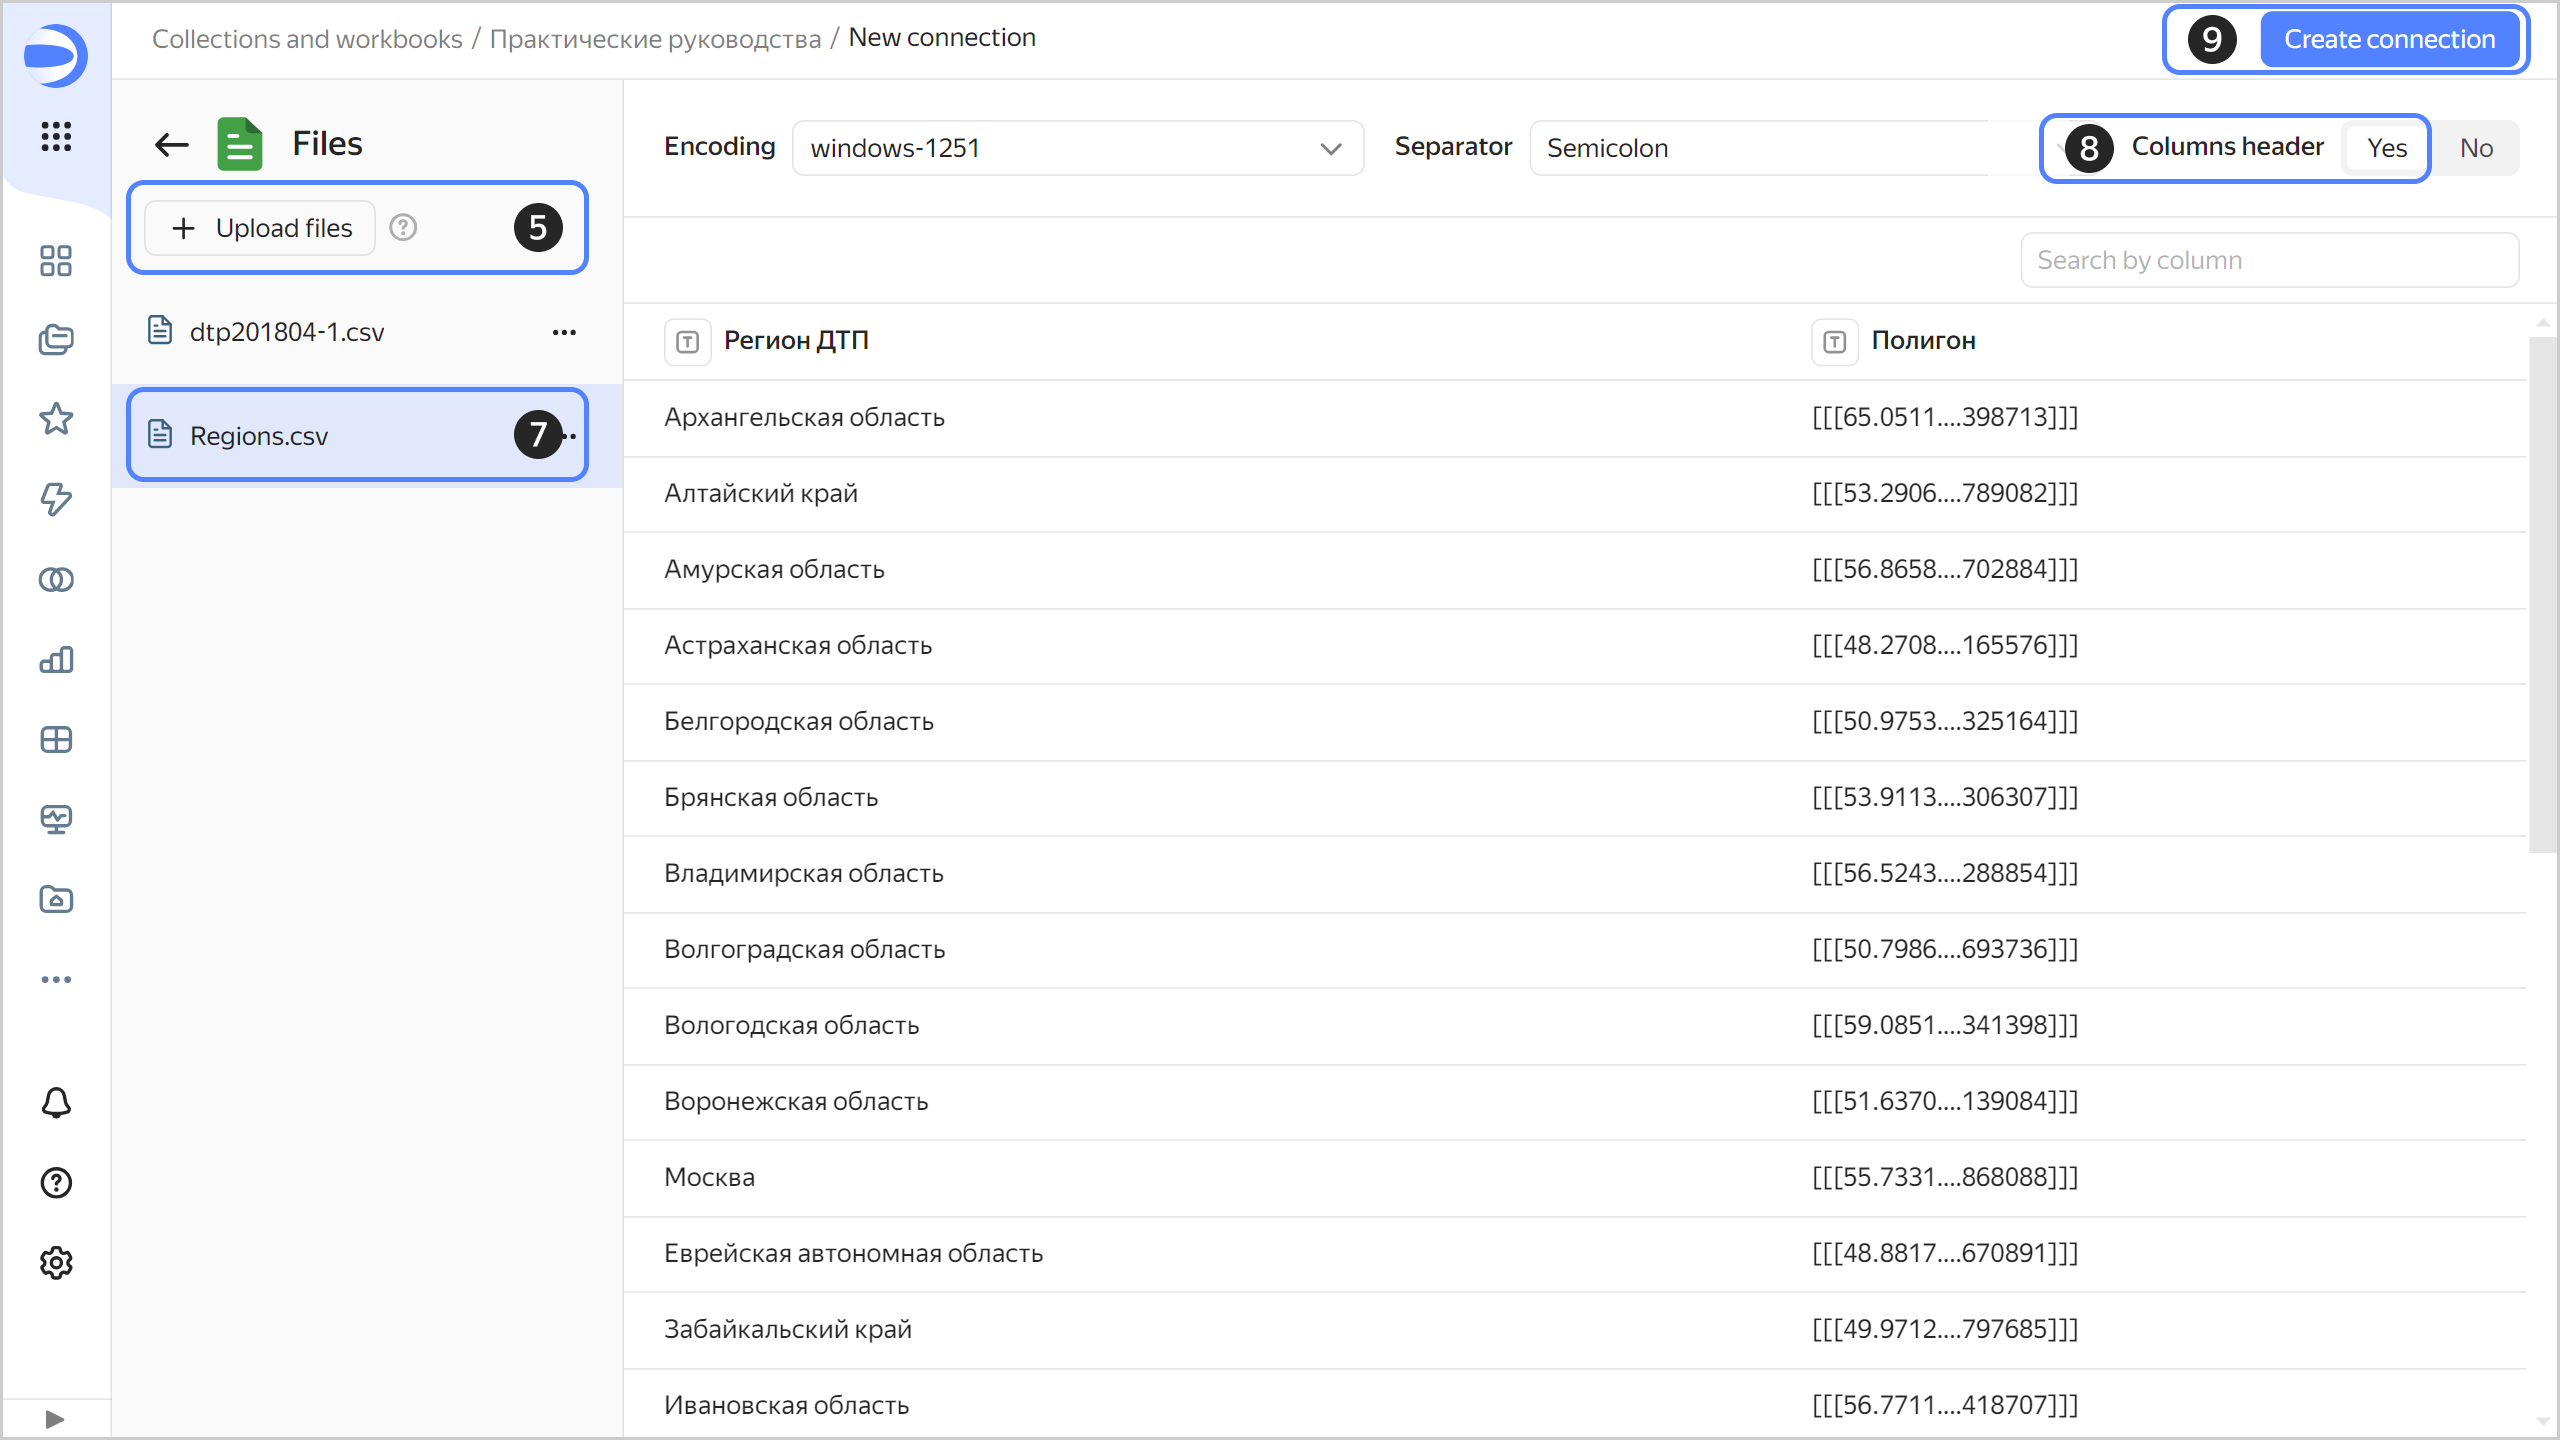 Collections and workbooks / Практические руководства / New connection
9 Create connection
Files
5 Upload files
dtp201804-1.csv
7 Regions.csv
Encoding windows-1251 Separator Semicolon 8 Columns header Yes No
Search by column
Регион ДТП Полигон
Архангельская область [[[65.0511....398713]]]
Алтайский край [[[53.2906....789082]]]
Амурская область [[[56.8658....702884]]]
Астраханская область [[[48.2708....165576]]]
Белгородская область [[[50.9753....325164]]]
Брянская область [[[53.9113....306307]]]
Владимирская область [[[56.5243....288854]]]
Волгоградская область [[[50.7986....693736]]]
Вологодская область [[[59.0851....341398]]]
Воронежская область [[[51.6370....139084]]]
Москва [[[55.7331....868088]]]
Еврейская автономная область [[[48.8817....670891]]]
Забайкальский край [[[49.9712....797685]]]
Ивановская область [[[56.7711....418707]]]